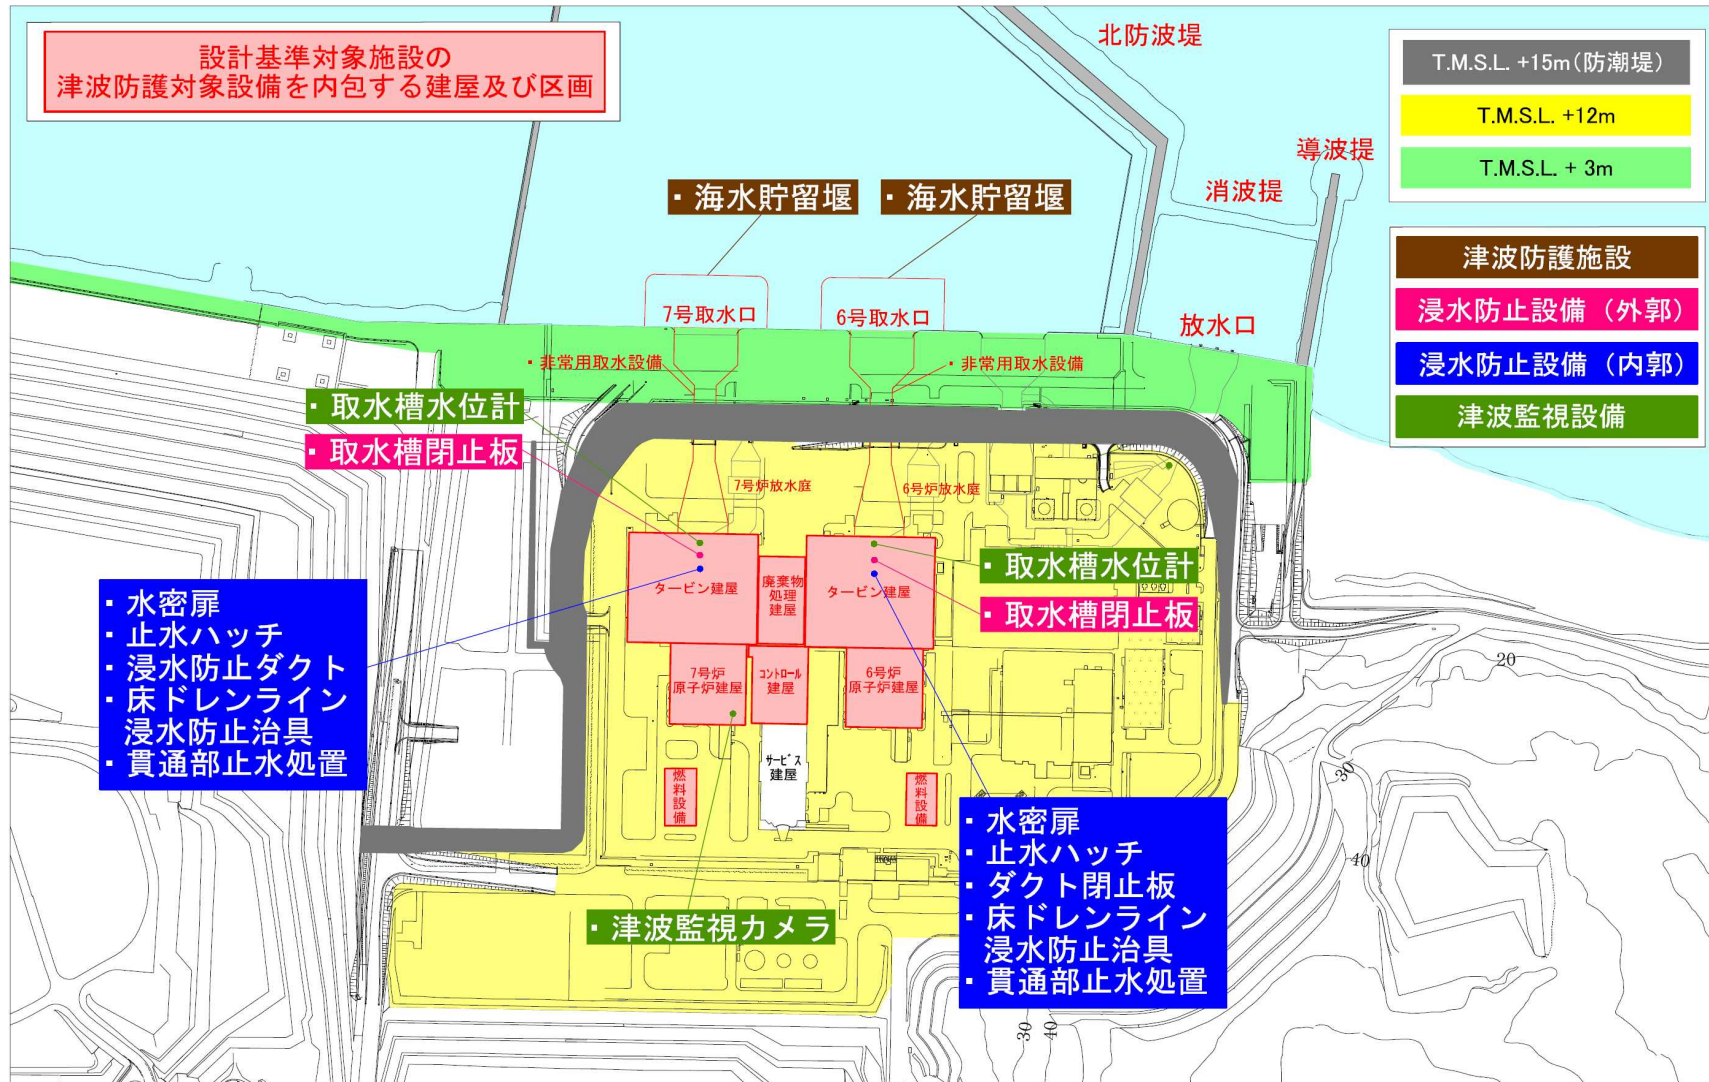 設計基準対象施設の
津波防護対象設備を内包する建屋及び区画
北防波堤
導波提
消波提
放水口
T.M.S.L. +15m(防潮堤)
T.M.S.L. +12m
T.M.S.L. + 3m
津波防護施設
浸水防止設備（外郭）
浸水防止設備（内郭）
津波監視設備
・海水貯留堰
・海水貯留堰
7号取水口
6号取水口
・非常用取水設備
・非常用取水設備
・取水槽水位計
・取水槽閉止板
7号炉放水庭
6号炉放水庭
・取水槽水位計
・取水槽閉止板
タービン建屋
廃棄物
処理
建屋
タービン建屋
7号炉
原子炉建屋
コントロール
建屋
6号炉
原子炉建屋
サービス
建屋
燃料設備
燃料設備
・水密扉
・止水ハッチ
・浸水防止ダクト
・床ドレンライン
浸水防止治具
・貫通部止水処置
・津波監視カメラ
・水密扉
・止水ハッチ
・ダクト閉止板
・床ドレンライン
浸水防止治具
・貫通部止水処置
20
30
40
30
40